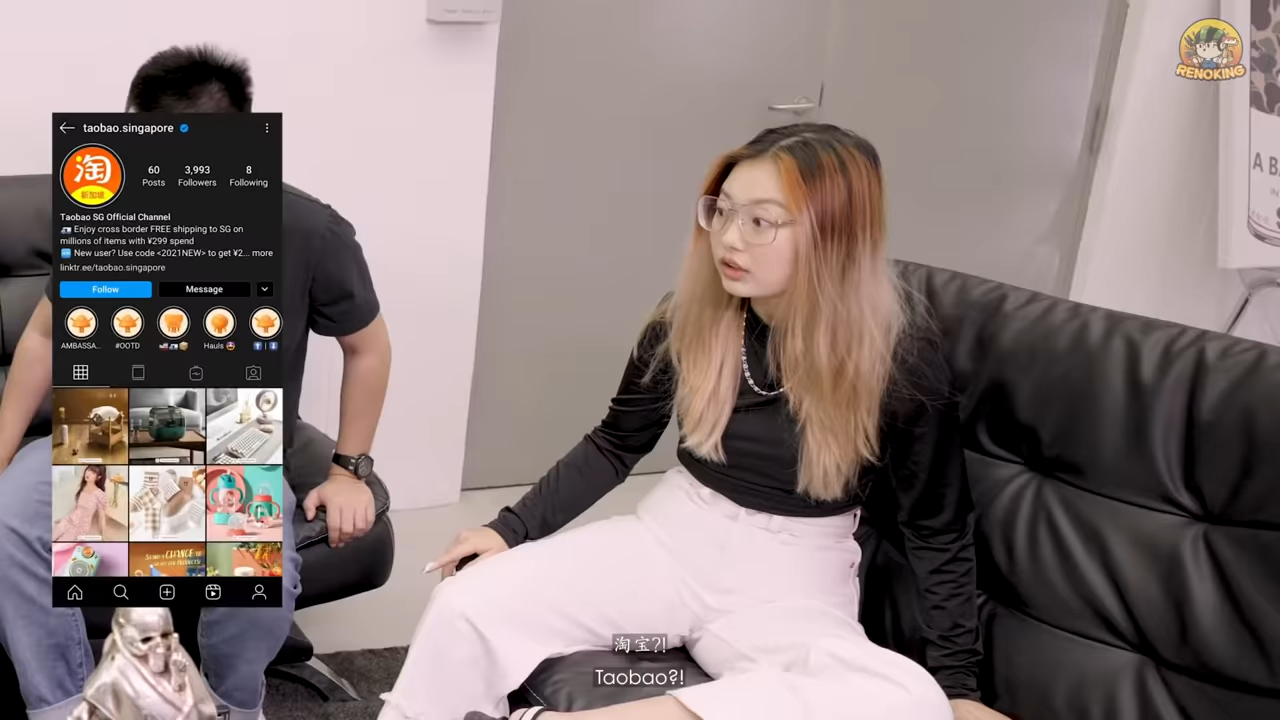 taobao.singapore
淘
新加坡
60 3,993 8
Posts Followers Following
Taobao SG Official Channel
🚛 Enjoy cross border FREE shipping to SG on
millions of items with ¥299 spend
🆕 New user? Use code <2021NEW> to get ¥2... more
linktr.ee/taobao.singapore
Follow Message
AMBASSA... #OOTD Hauls 🤩
RENOKING
A BA
淘宝?!
Taobao?!